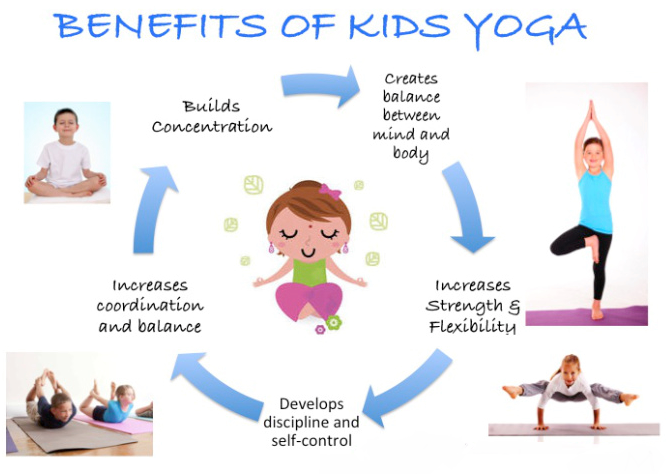 BENEFITS OF KIDS YOGA
Builds
Concentration
Creates
balance
between
mind and
body
Increases
Strength &
Flexibility
Develops
discipline and
self-control
Increases
coordination
and balance